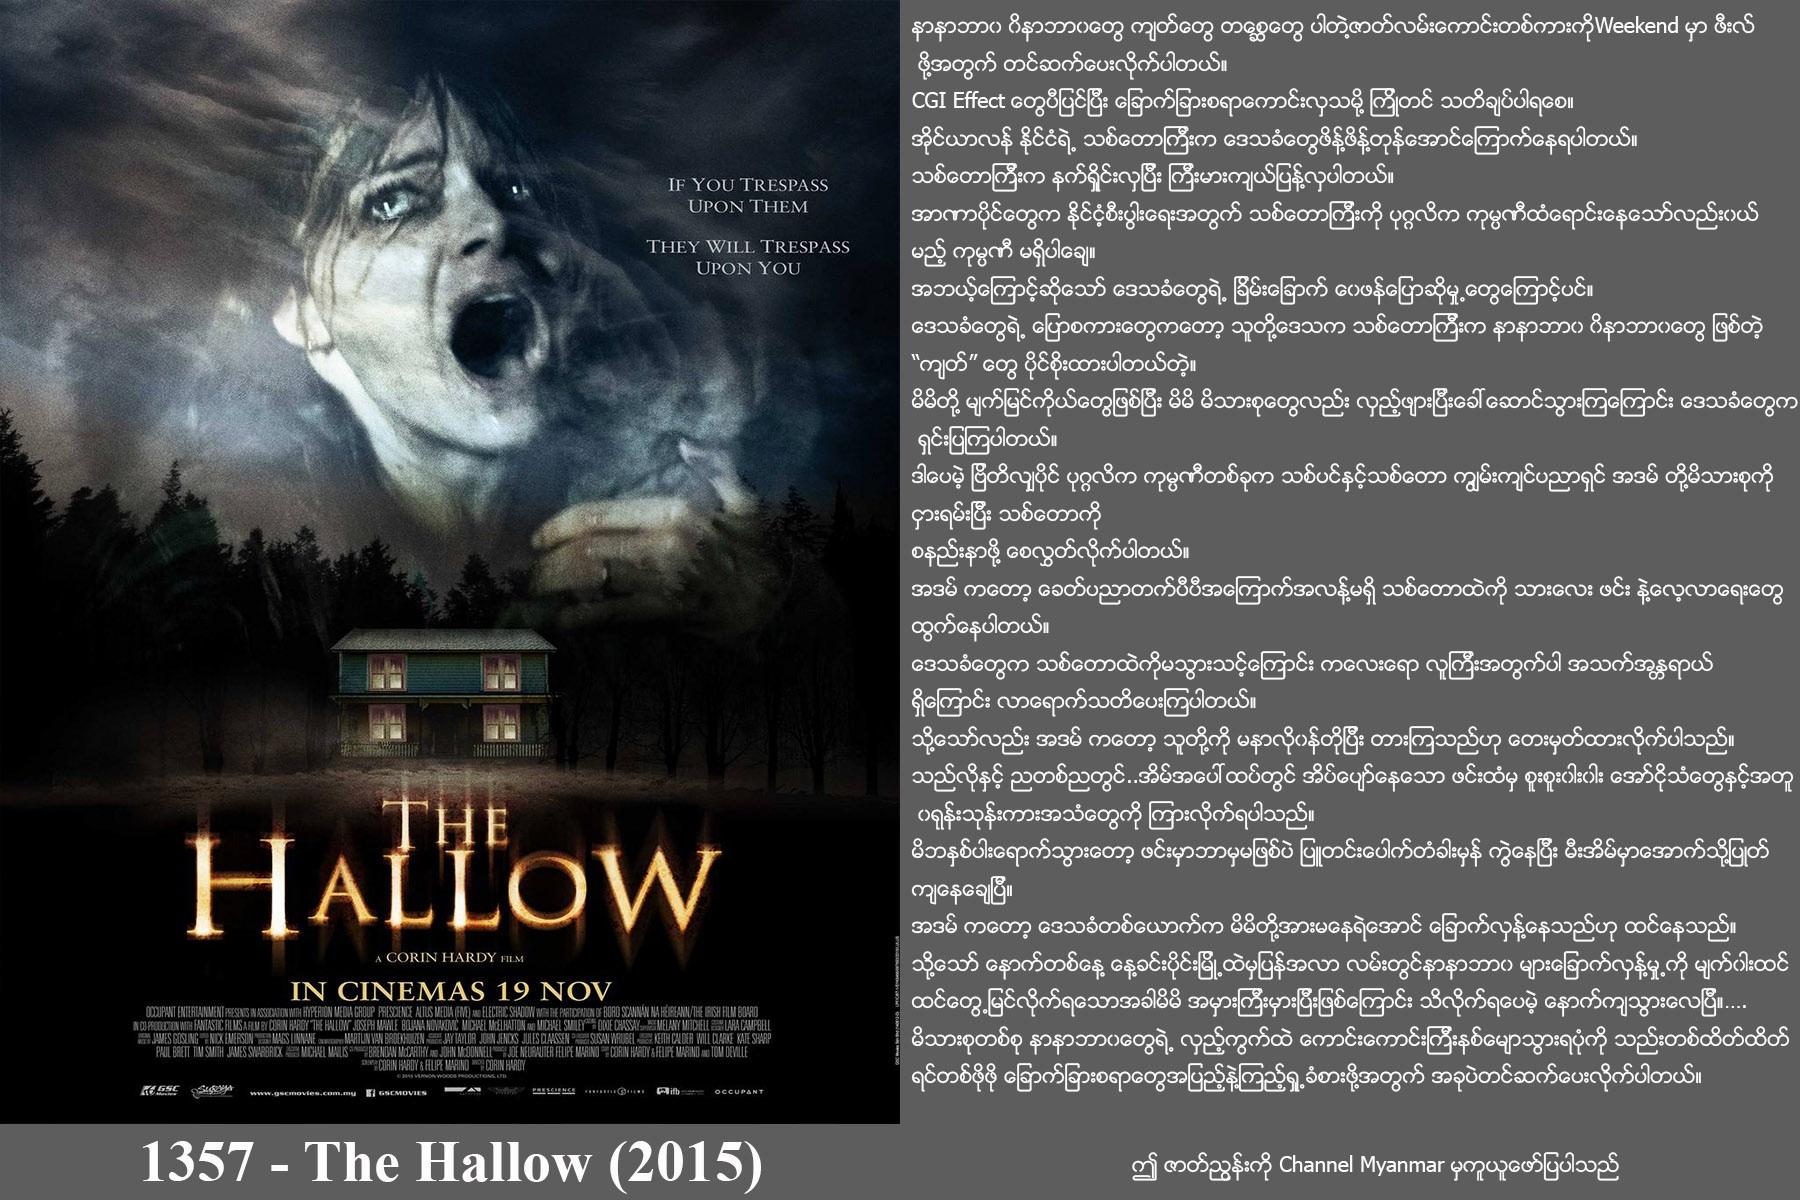 IF YOU TRESPASS
UPON THEM
THEY WILL TRESPASS
UPON YOU
THE
HALLOW
A CORIN HARDY FILM
IN CINEMAS 19 NOV
www.gscmovies.com.my
GSCMOVIES
PRESCIENCE
OCCUPANT
1357 - The Hallow (2015)
နာနာဘာဝ ဂိနာဘာဝတွေ ကျတ်တွေ တစ္ဆေတွေ ပါတဲ့ဇာတ်လမ်းကောင်းတစ်ကားကိုWeekend မှာ ဖီးလ်
ဖို့အတွက် တင်ဆက်ပေးလိုက်ပါတယ်။
CGI Effect တွေပီပြင်ပြီး ခြောက်ခြားစရာကောင်းလှသမို့ ကြိုတင် သတိချပ်ပါရစေ။
အိုင်ယာလန် နိုင်ငံရဲ့ သစ်တောကြီးက ဒေသခံတွေဖိန့်ဖိန့်တုန်အောင်ကြောက်နေရပါတယ်။
သစ်တောကြီးက နက်ရှိုင်းလှပြီး ကြီးမားကျယ်ပြန့်လှပါတယ်။
အာဏာပိုင်တွေက နိုင်ငံ့စီးပွါးရေးအတွက် သစ်တောကြီးကို ပုဂ္ဂလိက ကုမ္ပဏီထံရောင်းနေသော်လည်းဝယ်
မည့် ကုမ္ပဏီ မရှိပါချေ။
အဘယ့်ကြောင့်ဆိုသော် ဒေသခံတွေရဲ့ ခြိမ်းခြောက် ဝေဖန်ပြောဆိုမှု့တွေကြောင့်ပင်။
ဒေသခံတွေရဲ့ ပြောစကားတွေကတော့ သူတို့ဒေသက သစ်တောကြီးက နာနာဘာဝ ဂိနာဘာဝတွေ ဖြစ်တဲ့
“ကျတ်” တွေ ပိုင်စိုးထားပါတယ်တဲ့။
မိမိတို့ မျက်မြင်ကိုယ်တွေဖြစ်ပြီး မိမိ မိသားစုတွေလည်း လှည့်ဖျားပြီးခေါ်ဆောင်သွားကြကြောင်း ဒေသခံတွေက
ရှင်းပြကြပါတယ်။
ဒါပေမဲ့ ဗြိတိလျှပိုင် ပုဂ္ဂလိက ကုမ္ပဏီတစ်ခုက သစ်ပင်နှင့်သစ်တော ကျွမ်းကျင်ပညာရှင် အဒမ် တို့မိသားစုကို
ငှားရမ်းပြီး သစ်တောကို
စနည်းနာဖို့ စေလွှတ်လိုက်ပါတယ်။
အဒမ် ကတော့ ခေတ်ပညာတက်ပီပီအကြောက်အလန့်မရှိ သစ်တောထဲကို သားလေး ဖင်း နဲ့လေ့လာရေးတွေ
ထွက်နေပါတယ်။
ဒေသခံတွေက သစ်တောထဲကိုမသွားသင့်ကြောင်း ကလေးရော လူကြီးအတွက်ပါ အသက်အန္တရာယ်
ရှိကြောင်း လာရောက်သတိပေးကြပါတယ်။
သို့သော်လည်း အဒမ် ကတော့ သူတို့ကို မနာလိုဝန်တိုပြီး တားကြသည်ဟု တေးမှတ်ထားလိုက်ပါသည်။
သည်လိုနှင့် ညတစ်ညတွင်..အိမ်အပေါ်ထပ်တွင် အိပ်ပျော်နေသော ဖင်းထံမှ စူးစူးဝါးဝါး အော်ငိုသံတွေနှင့်အတူ
ဝရုန်းသုန်းကားအသံတွေကို ကြားလိုက်ရပါသည်။
မိဘနှစ်ပါးရောက်သွားတော့ ဖင်းမှာဘာမှမဖြစ်ပဲ ပြူတင်းပေါက်တံခါးမှန် ကွဲနေပြီး မီးအိမ်မှာအောက်သို့ပြုတ်
ကျနေချေပြီ။
အဒမ် ကတော့ ဒေသခံတစ်ယောက်က မိမိတို့အားမနေရဲအောင် ခြောက်လှန့်နေသည်ဟု ထင်နေသည်။
သို့သော် နောက်တစ်နေ့ နေ့ခင်းပိုင်းမြို့ထဲမှပြန်အလာ လမ်းတွင်နာနာဘာဝ များခြောက်လှန့်မှု့ကို မျက်ဝါးထင်
ထင်တွေ့မြင်လိုက်ရသောအခါမိမိ အမှားကြီးမှားပြီးဖြစ်ကြောင်း သိလိုက်ရပေမဲ့ နောက်ကျသွားလေပြီ။....
မိသားစုတစ်စု နာနာဘာဝတွေရဲ့ လှည့်ကွက်ထဲ ကောင်းကောင်းကြီးနစ်မျောသွားရပုံကို သည်းတစ်ထိတ်ထိတ်
ရင်တစ်ဖိုဖို ခြောက်ခြားစရာတွေအပြည့်နဲ့ကြည့်ရှု့ခံစားဖို့အတွက် အခုပဲတင်ဆက်ပေးလိုက်ပါတယ်။
ဤ ဇာတ်ညွှန်းကို Channel Myanmar မှကူယူဖော်ပြပါသည်